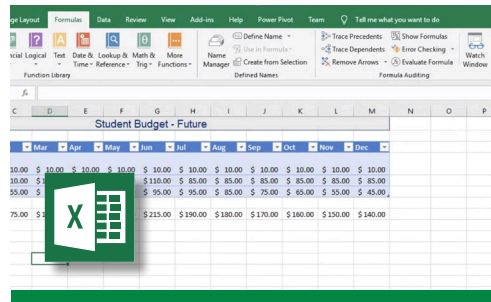 ge Layout Formulas Data Review View Add-ins Help Power Pivot Team Tell me what you want to do
ncial Logical Text Date & Lookup & Math & More
Time Reference Trig Functions
Function Library
Name
Manager
Define Name
Use in Formula
Create from Selection
Defined Names
Trace Precedents Show Formulas
Trace Dependents Error Checking
Remove Arrows Evaluate Formula
Formula Auditing
Watch
Window
fx
C D E F G H I J K L M N O P
Student Budget - Future
Mar Apr May Jun Jul Aug Sep Oct Nov Dec
10.00 $ 10.00 $ 10.00 $ 10.00 $ 10.00 $ 10.00 $ 10.00 $ 10.00 $ 10.00 $ 10.00 $ 10.00
10.00 $110.00 $ 85.00 $ 85.00 $ 85.00 $ 85.00 $ 85.00 $ 85.00
55.00 $ 95.00 $ 95.00 $ 85.00 $ 75.00 $ 65.00 $ 55.00 $ 45.00
75.00 $ 215.00 $ 190.00 $ 180.00 $ 170.00 $ 160.00 $ 150.00 $ 140.00
X